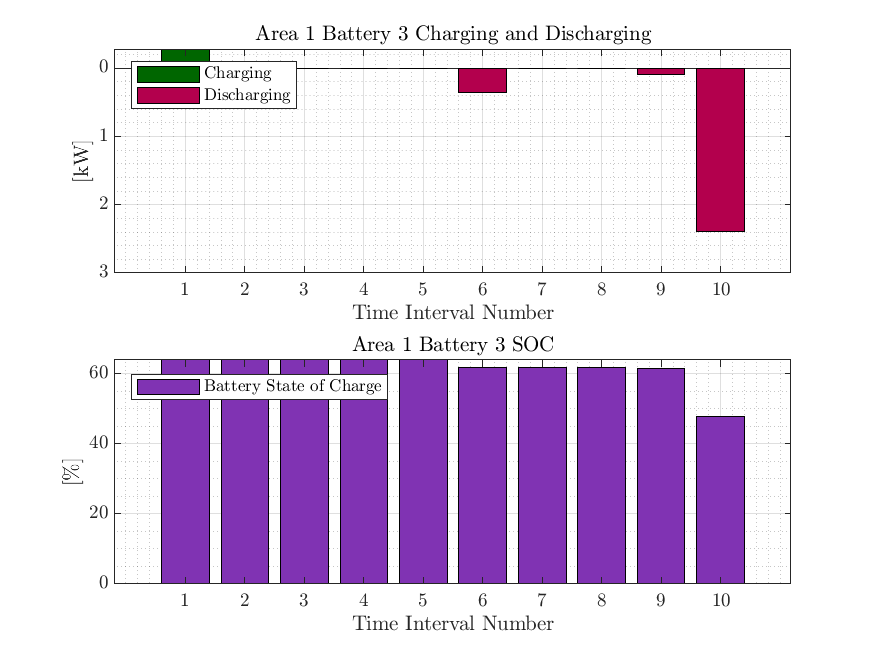 Area 1 Battery 3 Charging and Discharging
0
1
2
3
[kW]
Charging
Discharging
1 2 3 4 5 6 7 8 9 10
Time Interval Number
Area 1 Battery 3 SOC
60
40
20
0
[%]
Battery State of Charge
1 2 3 4 5 6 7 8 9 10
Time Interval Number